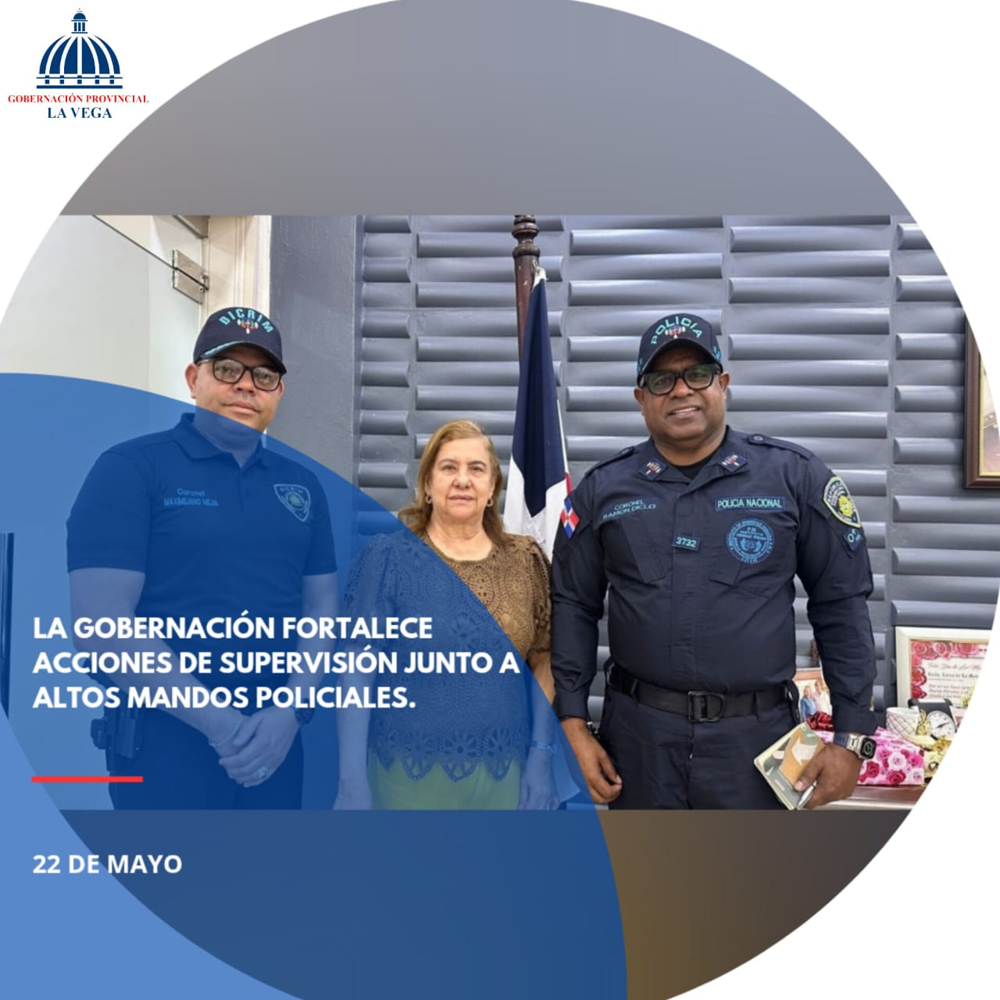 GOBERNACIÓN PROVINCIAL
LA VEGA
DICRIM
POLICÍA
Coronel
MAXIMILIANO MEJIA
DICRIM
CORONEL
RAMON DICLO
POLICIA NACIONAL
3732
P.N.
LA GOBERNACIÓN FORTALECE
ACCIONES DE SUPERVISIÓN JUNTO A
ALTOS MANDOS POLICIALES.
22 DE MAYO